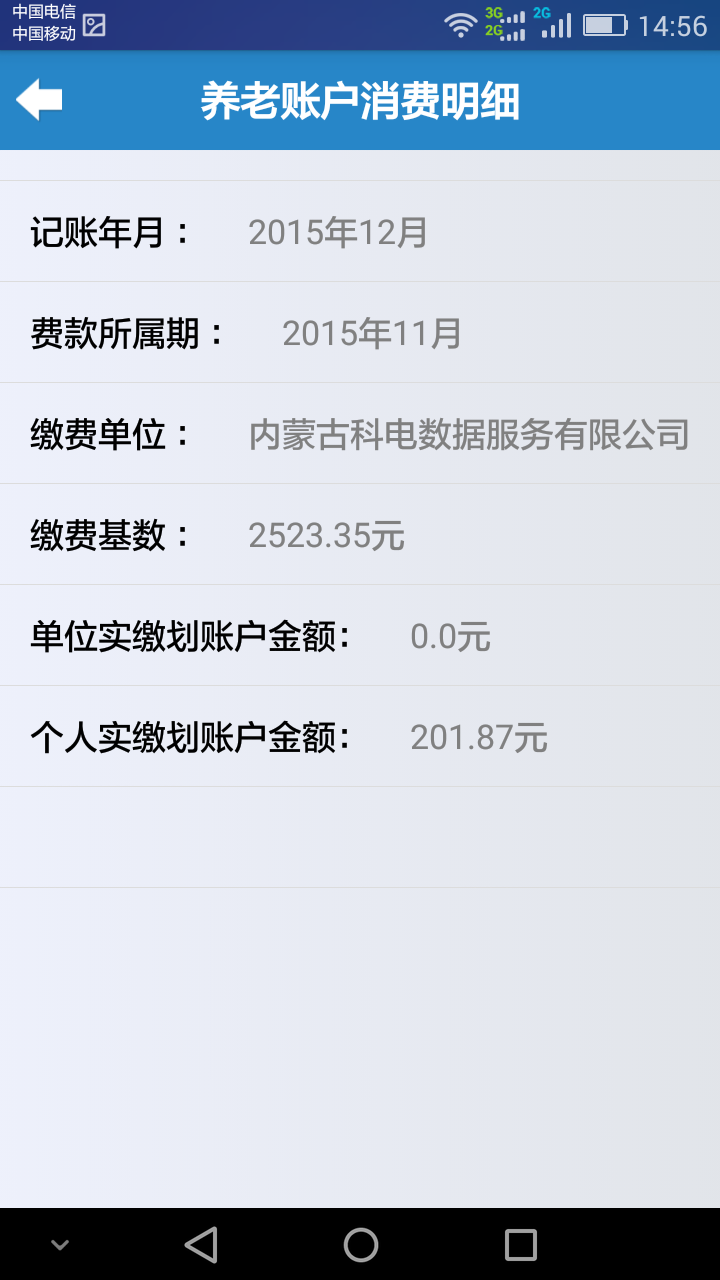 中国电信
中国移动
3G
2G
2G
14:56
养老账户消费明细
记账年月： 2015年12月
费款所属期： 2015年11月
缴费单位： 内蒙古科电数据服务有限公司
缴费基数： 2523.35元
单位实缴划账户金额： 0.0元
个人实缴划账户金额： 201.87元